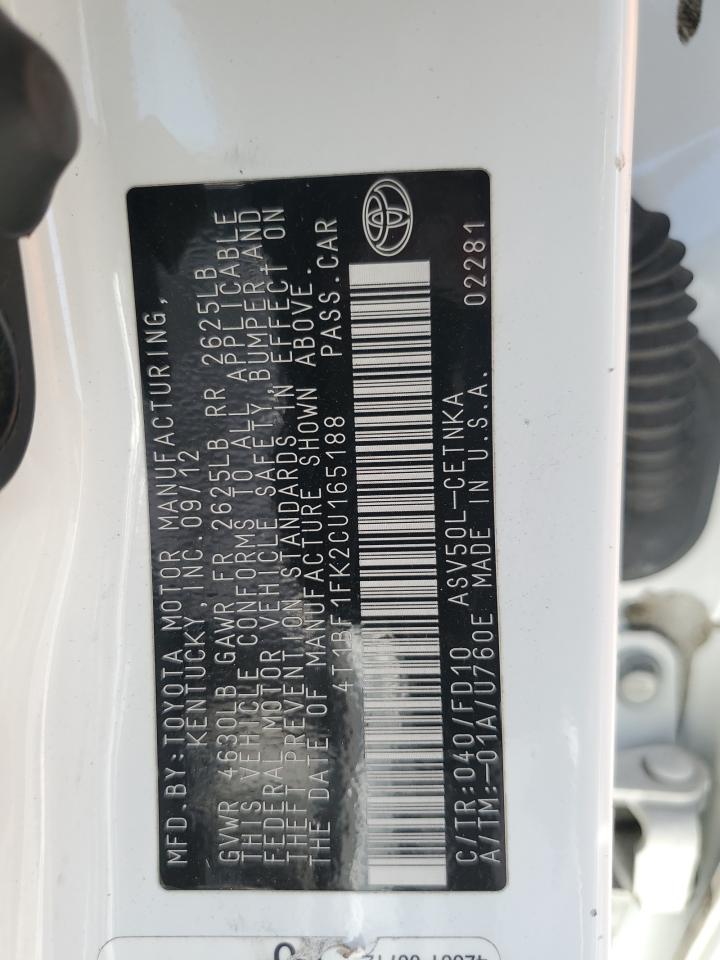 MFD.BY:TOYOTA MOTOR MANUFACTURING,
KENTUCKY, INC.09/12
GVWR 4630LB GAWR FR 2625LB RR 2625LB
THIS VEHICLE CONFORMS TO ALL APPLICABLE
FEDERAL MOTOR VEHICLE SAFETY,BUMPER,AND
THEFT PREVENTION STANDARDS IN EFFECT ON
THE DATE OF MANUFACTURE SHOWN ABOVE.
4T1BF1FK2CU165188 PASS.CAR
C/TR:040/FD10 ASV50L-CETNKA
A/TM:-01A/U760E MADE IN U.S.A. 02281